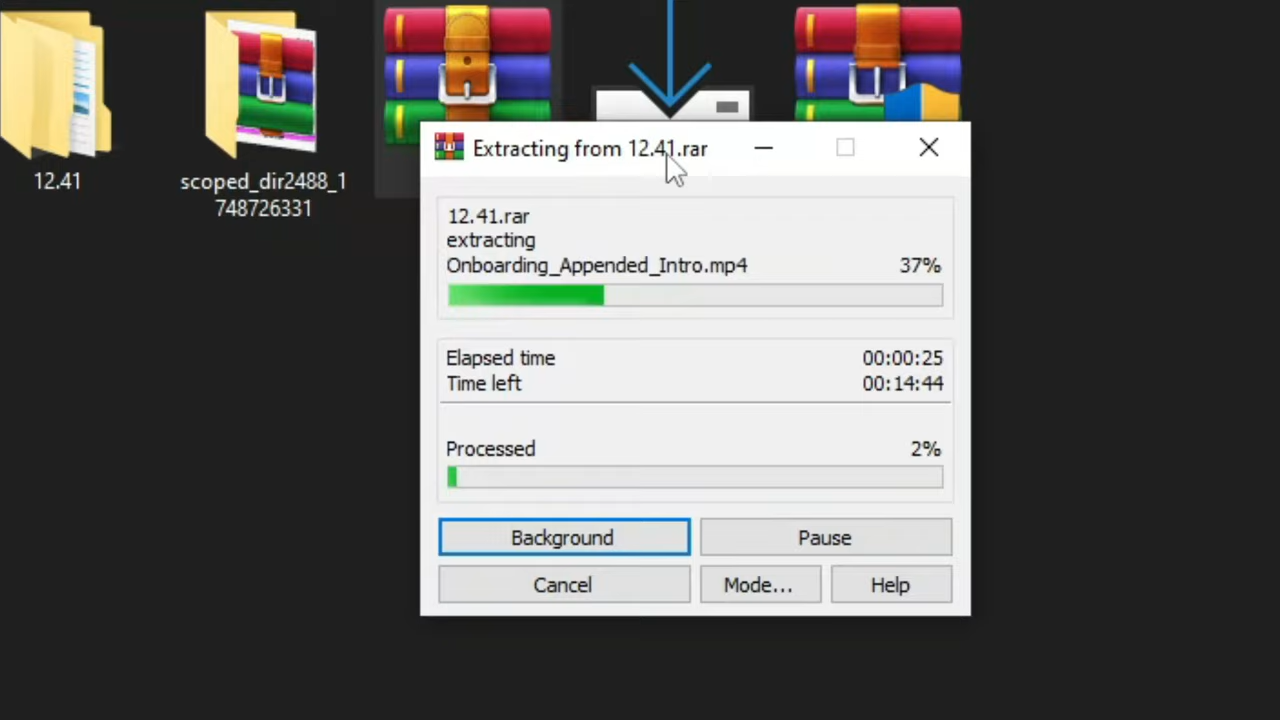 12.41
scoped_dir2488_1
748726331
Extracting from 12.41.rar
12.41.rar
extracting
Onboarding_Appended_Intro.mp4 37%
Elapsed time 00:00:25
Time left 00:14:44
Processed 2%
Background Pause
Cancel Mode... Help